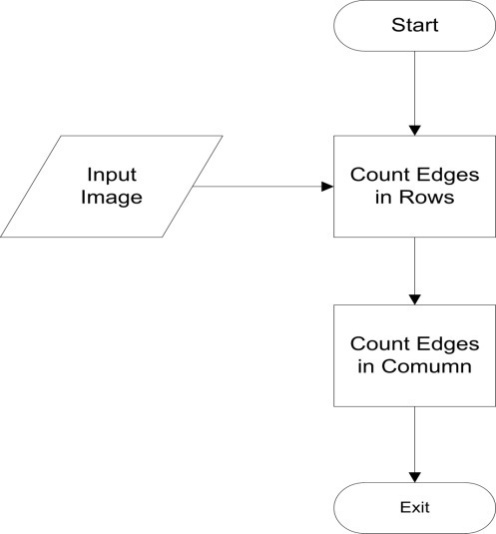 Start
Input
Image
Count Edges
in Rows
Count Edges
in Comumn
Exit